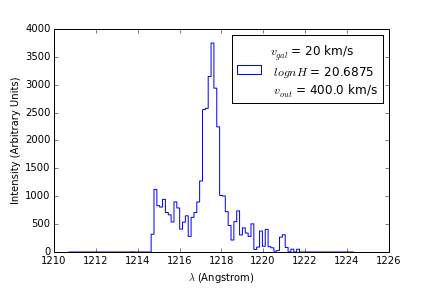 4000
3500
3000
2500
2000
1500
1000
500
0
Intensity (Arbitrary Units)
v_gal = 20 km/s
lognH = 20.6875
v_out = 400.0 km/s
1210 1212 1214 1216 1218 1220 1222 1224 1226
λ (Angstrom)